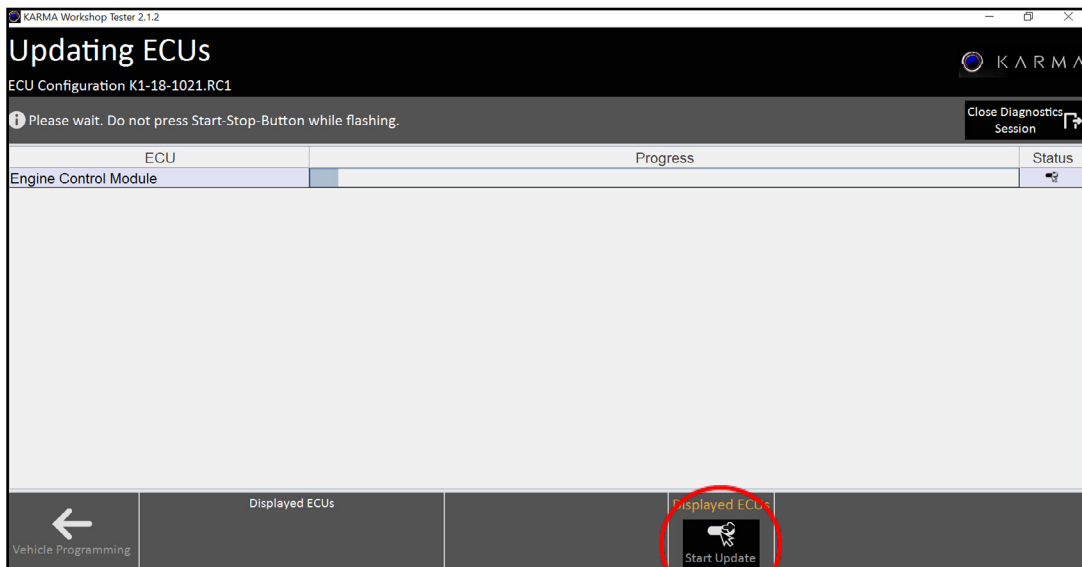 KARMA Workshop Tester 2.1.2
Updating ECUs
KARMA
ECU Configuration K1-18-1021.RC1
Please wait. Do not press Start-Stop-Button while flashing.
Close Diagnostics
Session
ECU Progress Status
Engine Control Module
Displayed ECUs Displayed ECUs
Vehicle Programming Start Update